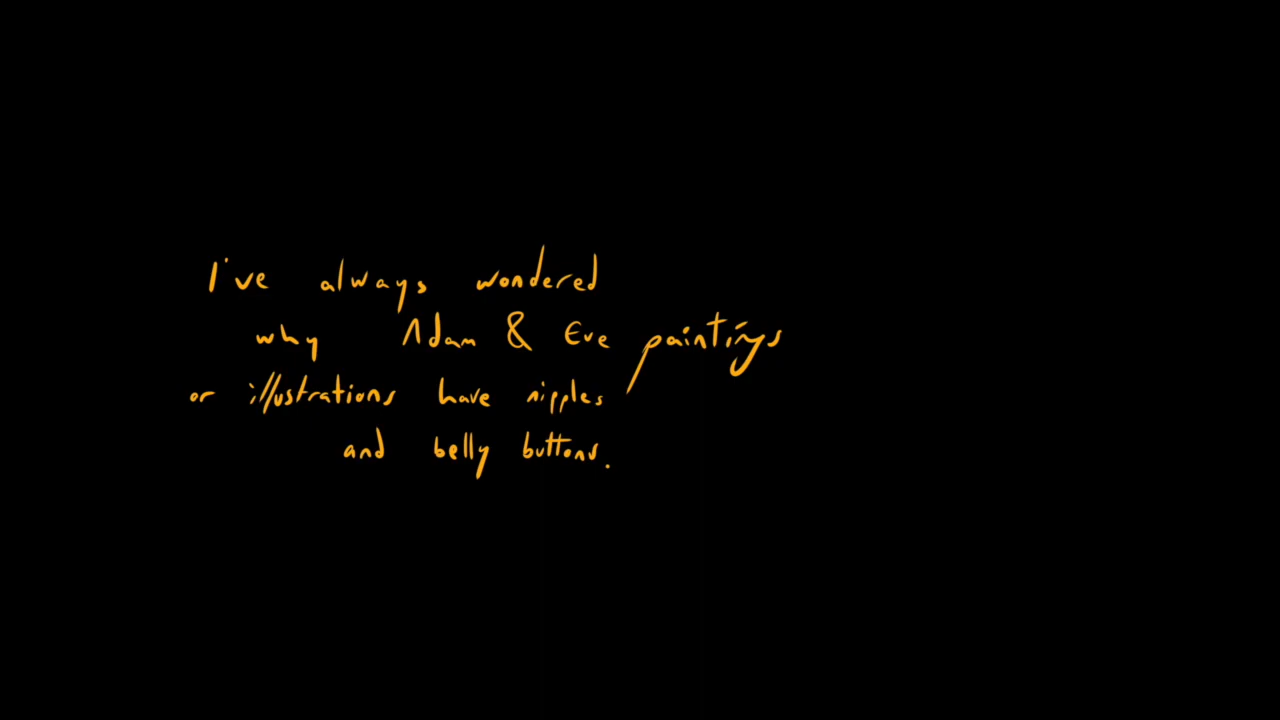 I've always wondered
why Adam & Eve paintings
or illustrations have nipples
and belly buttons.